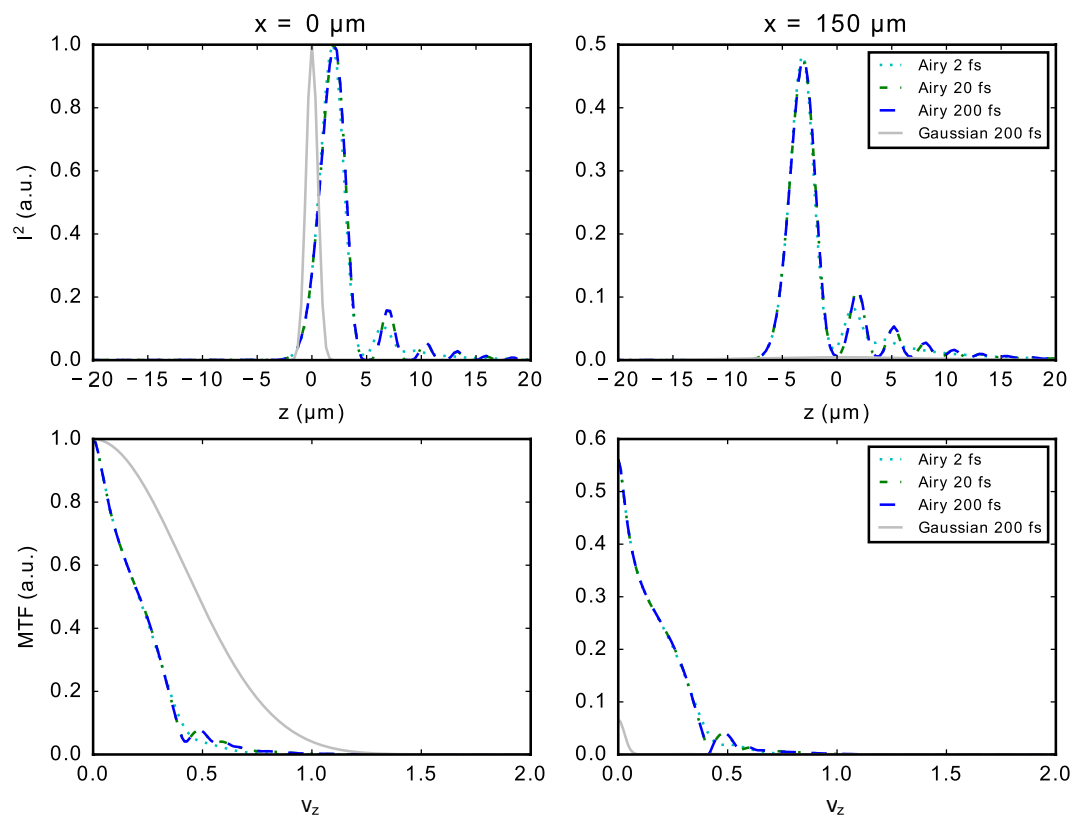 x = 0 µm
1.0
0.8
0.6
0.4
0.2
0.0
I² (a.u.)
−20 −15 −10 −5 0 5 10 15 20
z (µm)
x = 150 µm
0.5
0.4
0.3
0.2
0.1
0.0
Airy 2 fs
Airy 20 fs
Airy 200 fs
Gaussian 200 fs
−20 −15 −10 −5 0 5 10 15 20
z (µm)
1.0
0.8
0.6
0.4
0.2
0.0
MTF (a.u.)
0.0 0.5 1.0 1.5 2.0
v_z
0.6
0.5
0.4
0.3
0.2
0.1
0.0
Airy 2 fs
Airy 20 fs
Airy 200 fs
Gaussian 200 fs
0.0 0.5 1.0 1.5 2.0
v_z